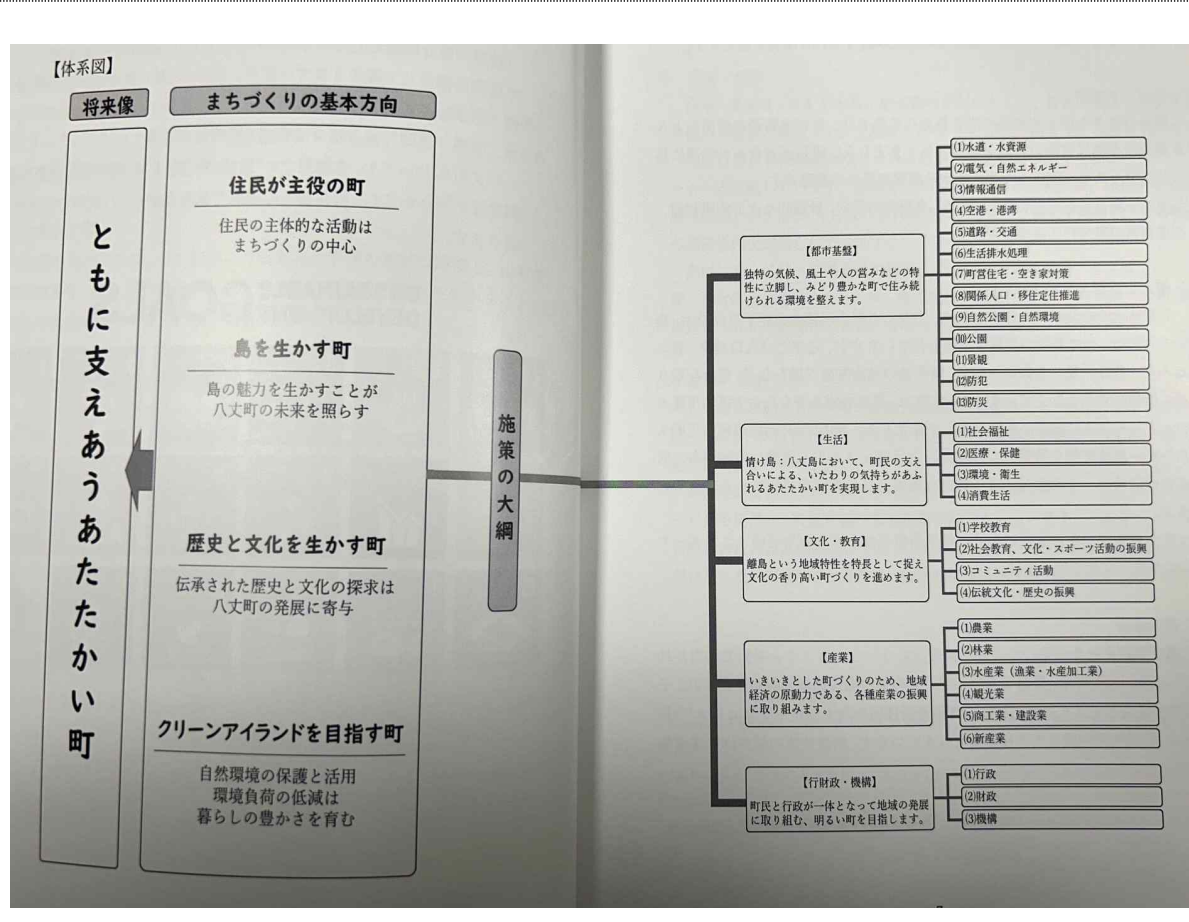 【体系図】
将来像
まちづくりの基本方向
ともに支えあうあたたかい町
住民が主役の町
住民の主体的な活動は
まちづくりの中心
島を生かす町
島の魅力を生かすことが
八丈町の未来を照らす
歴史と文化を生かす町
伝承された歴史と文化の探求は
八丈町の発展に寄与
クリーンアイランドを目指す町
自然環境の保護と活用
環境負荷の低減は
暮らしの豊かさを育む
施策の大綱
【都市基盤】
独特の気候、風土や人の営みなどの特
性に立脚し、みどり豊かな町で住み続
けられる環境を整えます。
⑴水道・水資源
⑵電気・自然エネルギー
⑶情報通信
⑷空港・港湾
⑸道路・交通
⑹生活排水処理
⑺町営住宅・空き家対策
⑻関係人口・移住定住推進
⑼自然公園・自然環境
⑽公園
⑾景観
⑿防犯
⒀防災
【生活】
情け島：八丈島において、町民の支え
合いによる、いたわりの気持ちがあふ
れるあたたかい町を実現します。
⑴社会福祉
⑵医療・保健
⑶環境・衛生
⑷消費生活
【文化・教育】
離島という地域特性を特長として捉え
文化の香り高い町づくりを進めます。
⑴学校教育
⑵社会教育、文化・スポーツ活動の振興
⑶コミュニティ活動
⑷伝統文化・歴史の振興
【産業】
いきいきとした町づくりのため、地域
経済の原動力である、各種産業の振興
に取り組みます。
⑴農業
⑵林業
⑶水産業（漁業・水産加工業）
⑷観光業
⑸商工業・建設業
⑹新産業
【行財政・機構】
町民と行政が一体となって地域の発展
に取り組む、明るい町を目指します。
⑴行政
⑵財政
⑶機構